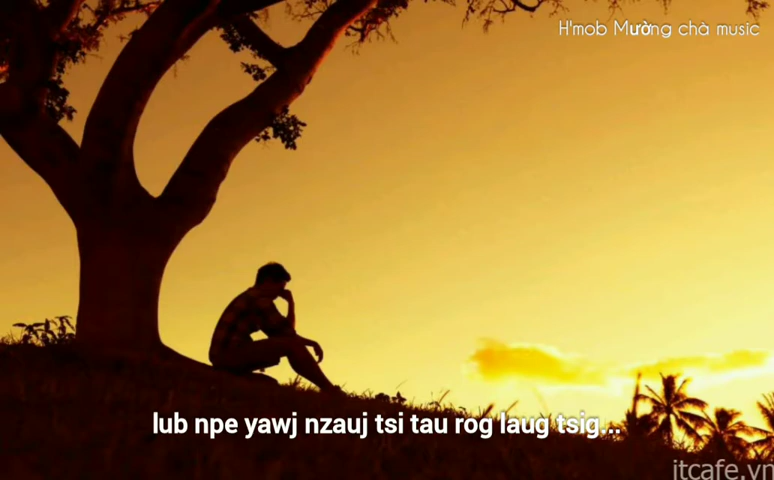 H'mob Mường chà music
lub npe yawj nzauj tsi tau rog laug tsig...
itcafe.vn